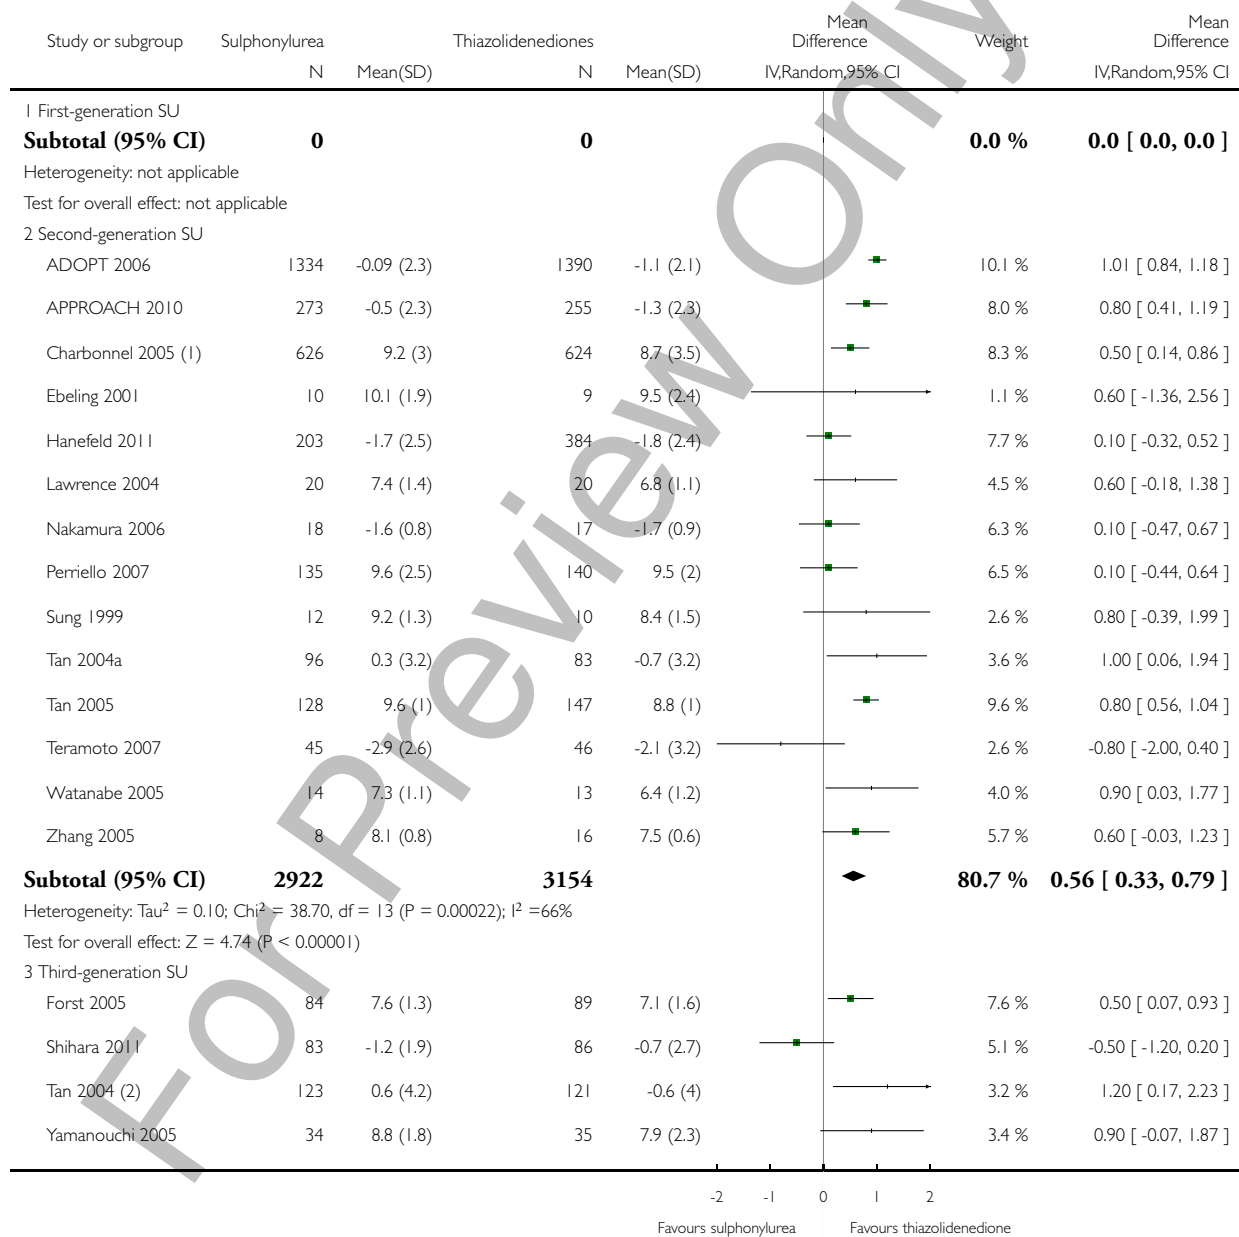 Study or subgroup Sulphonylurea Thiazolidenediones Mean Difference Weight Mean Difference
N Mean(SD) N Mean(SD) IV,Random,95% CI IV,Random,95% CI
1 First-generation SU
Subtotal (95% CI) 0 0 0.0 % 0.0 [ 0.0, 0.0 ]
Heterogeneity: not applicable
Test for overall effect: not applicable
2 Second-generation SU
ADOPT 2006 1334 -0.09 (2.3) 1390 -1.1 (2.1) 10.1 % 1.01 [ 0.84, 1.18 ]
APPROACH 2010 273 -0.5 (2.3) 255 -1.3 (2.3) 8.0 % 0.80 [ 0.41, 1.19 ]
Charbonnel 2005 (1) 626 9.2 (3) 624 8.7 (3.5) 8.3 % 0.50 [ 0.14, 0.86 ]
Ebeling 2001 10 10.1 (1.9) 9 9.5 (2.4) 1.1 % 0.60 [ -1.36, 2.56 ]
Hanefeld 2011 203 -1.7 (2.5) 384 -1.8 (2.4) 7.7 % 0.10 [ -0.32, 0.52 ]
Lawrence 2004 20 7.4 (1.4) 20 6.8 (1.1) 4.5 % 0.60 [ -0.18, 1.38 ]
Nakamura 2006 18 -1.6 (0.8) 17 -1.7 (0.9) 6.3 % 0.10 [ -0.47, 0.67 ]
Perriello 2007 135 9.6 (2.5) 140 9.5 (2) 6.5 % 0.10 [ -0.44, 0.64 ]
Sung 1999 12 9.2 (1.3) 10 8.4 (1.5) 2.6 % 0.80 [ -0.39, 1.99 ]
Tan 2004a 96 0.3 (3.2) 83 -0.7 (3.2) 3.6 % 1.00 [ 0.06, 1.94 ]
Tan 2005 128 9.6 (1) 147 8.8 (1) 9.6 % 0.80 [ 0.56, 1.04 ]
Teramoto 2007 45 -2.9 (2.6) 46 -2.1 (3.2) 2.6 % -0.80 [ -2.00, 0.40 ]
Watanabe 2005 14 7.3 (1.1) 13 6.4 (1.2) 4.0 % 0.90 [ 0.03, 1.77 ]
Zhang 2005 8 8.1 (0.8) 16 7.5 (0.6) 5.7 % 0.60 [ -0.03, 1.23 ]
Subtotal (95% CI) 2922 3154 80.7 % 0.56 [ 0.33, 0.79 ]
Heterogeneity: Tau² = 0.10; Chi² = 38.70, df = 13 (P = 0.00022); I² =66%
Test for overall effect: Z = 4.74 (P < 0.00001)
3 Third-generation SU
Forst 2005 84 7.6 (1.3) 89 7.1 (1.6) 7.6 % 0.50 [ 0.07, 0.93 ]
Shihara 2011 83 -1.2 (1.9) 86 -0.7 (2.7) 5.1 % -0.50 [ -1.20, 0.20 ]
Tan 2004 (2) 123 0.6 (4.2) 121 -0.6 (4) 3.2 % 1.20 [ 0.17, 2.23 ]
Yamanouchi 2005 34 8.8 (1.8) 35 7.9 (2.3) 3.4 % 0.90 [ -0.07, 1.87 ]
-2 -1 0 1 2
Favours sulphonylurea Favours thiazolidenedione
For Preview Only